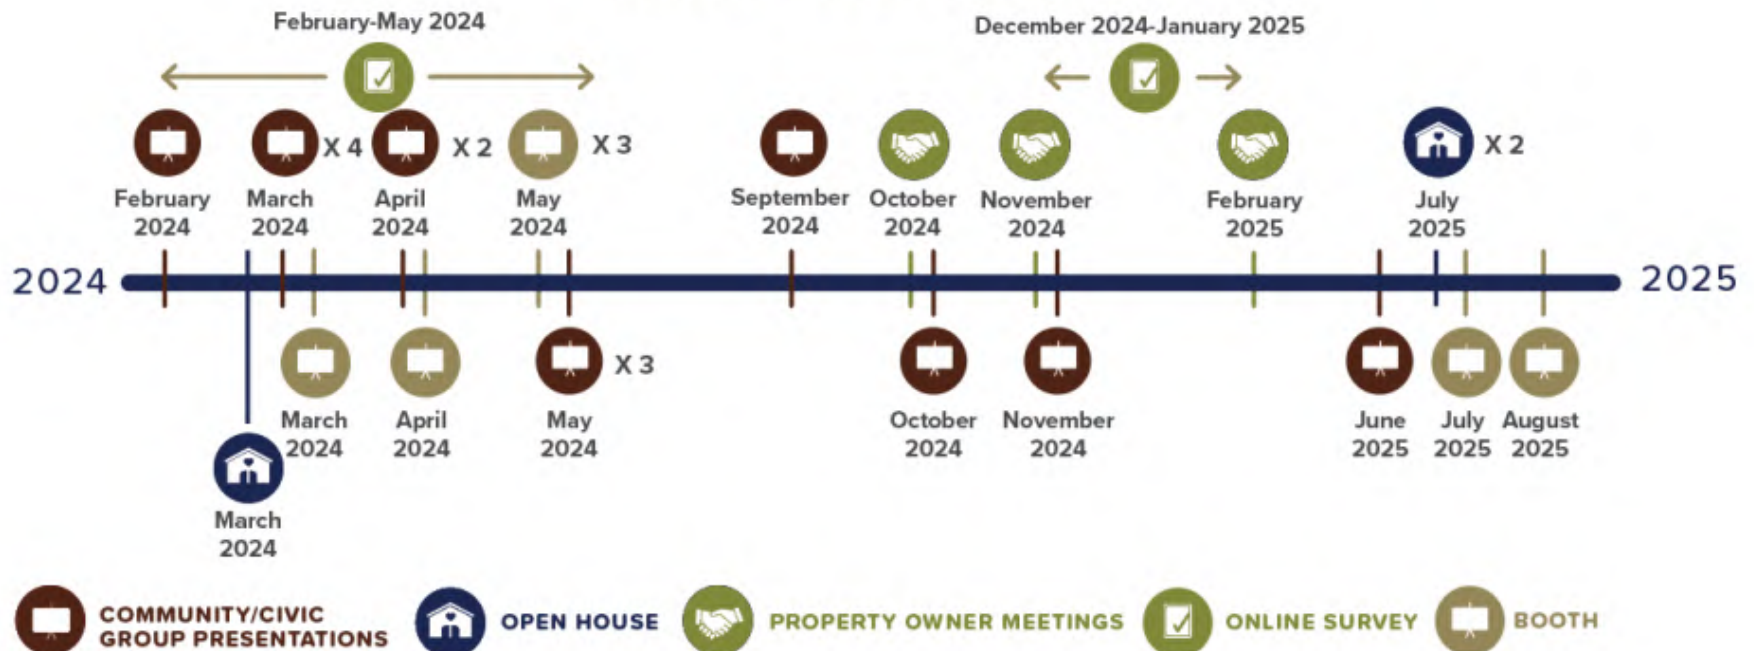 February-May 2024
December 2024-January 2025
X 4
X 2
X 3
X 2
February
2024
March
2024
April
2024
May
2024
September
2024
October
2024
November
2024
February
2025
July
2025
2024
2025
X 3
March
2024
April
2024
May
2024
October
2024
November
2024
June
2025
July
2025
August
2025
March
2024
COMMUNITY/CIVIC
GROUP PRESENTATIONS
OPEN HOUSE
PROPERTY OWNER MEETINGS
ONLINE SURVEY
BOOTH